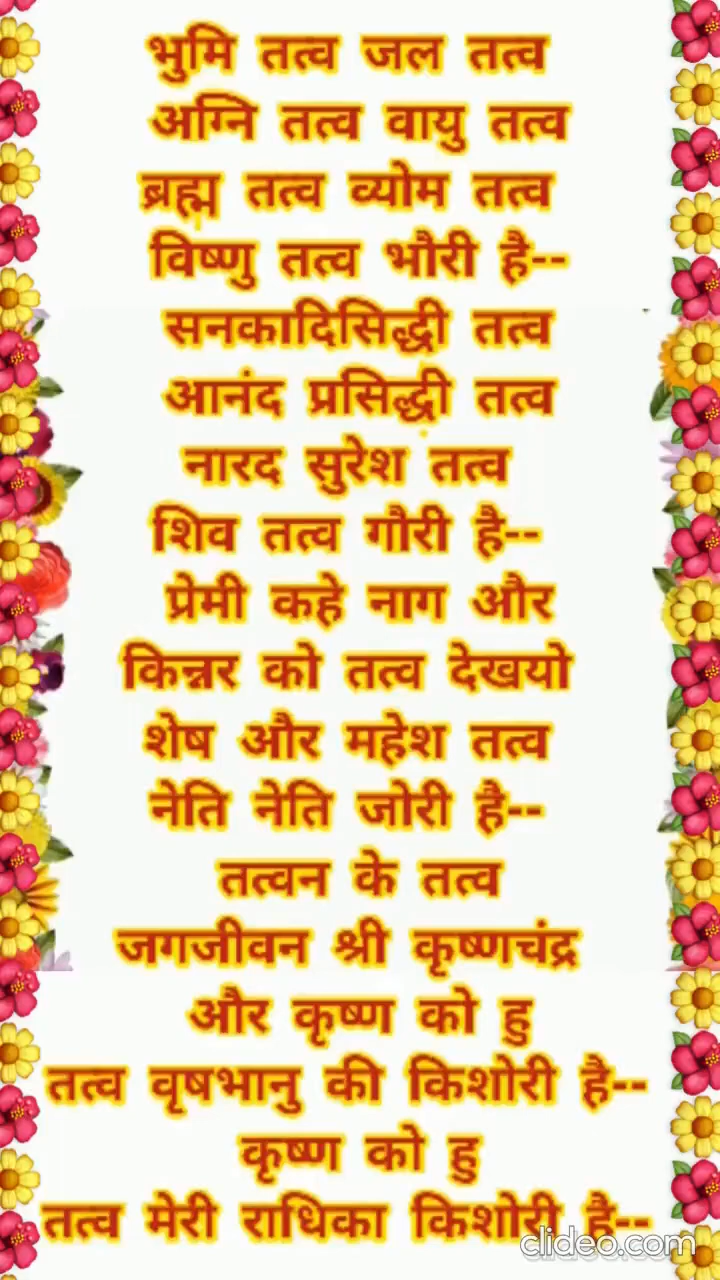 भुमि तत्व जल तत्व
अग्नि तत्व वायु तत्व
ब्रह्म तत्व व्योम तत्व
विष्णु तत्व भौरी है--
सनकादिसिद्धी तत्व
आनंद प्रसिद्धी तत्व
नारद सुरेश तत्व
शिव तत्व गौरी है--
प्रेमी कहे नाग और
किन्नर को तत्व देखयो
शेष और महेश तत्व
नेति नेति जोरी है--
तत्वन के तत्व
जगजीवन श्री कृष्णचंद्र
और कृष्ण को हु
तत्व वृषभानु की किशोरी है--
कृष्ण को हु
तत्व मेरी राधिका किशोरी है--
clideo.com